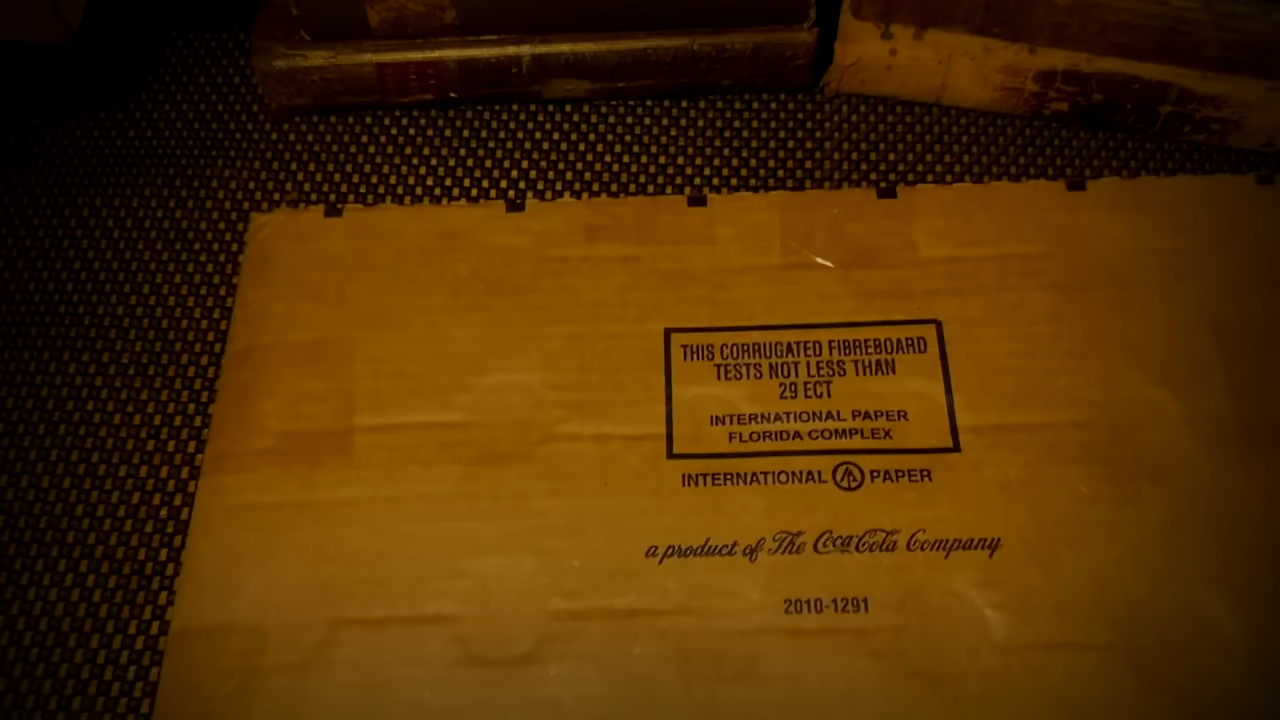 THIS CORRUGATED FIBREBOARD
TESTS NOT LESS THAN
29 ECT
INTERNATIONAL PAPER
FLORIDA COMPLEX
INTERNATIONAL PAPER
a product of The Coca-Cola Company
2010-1291